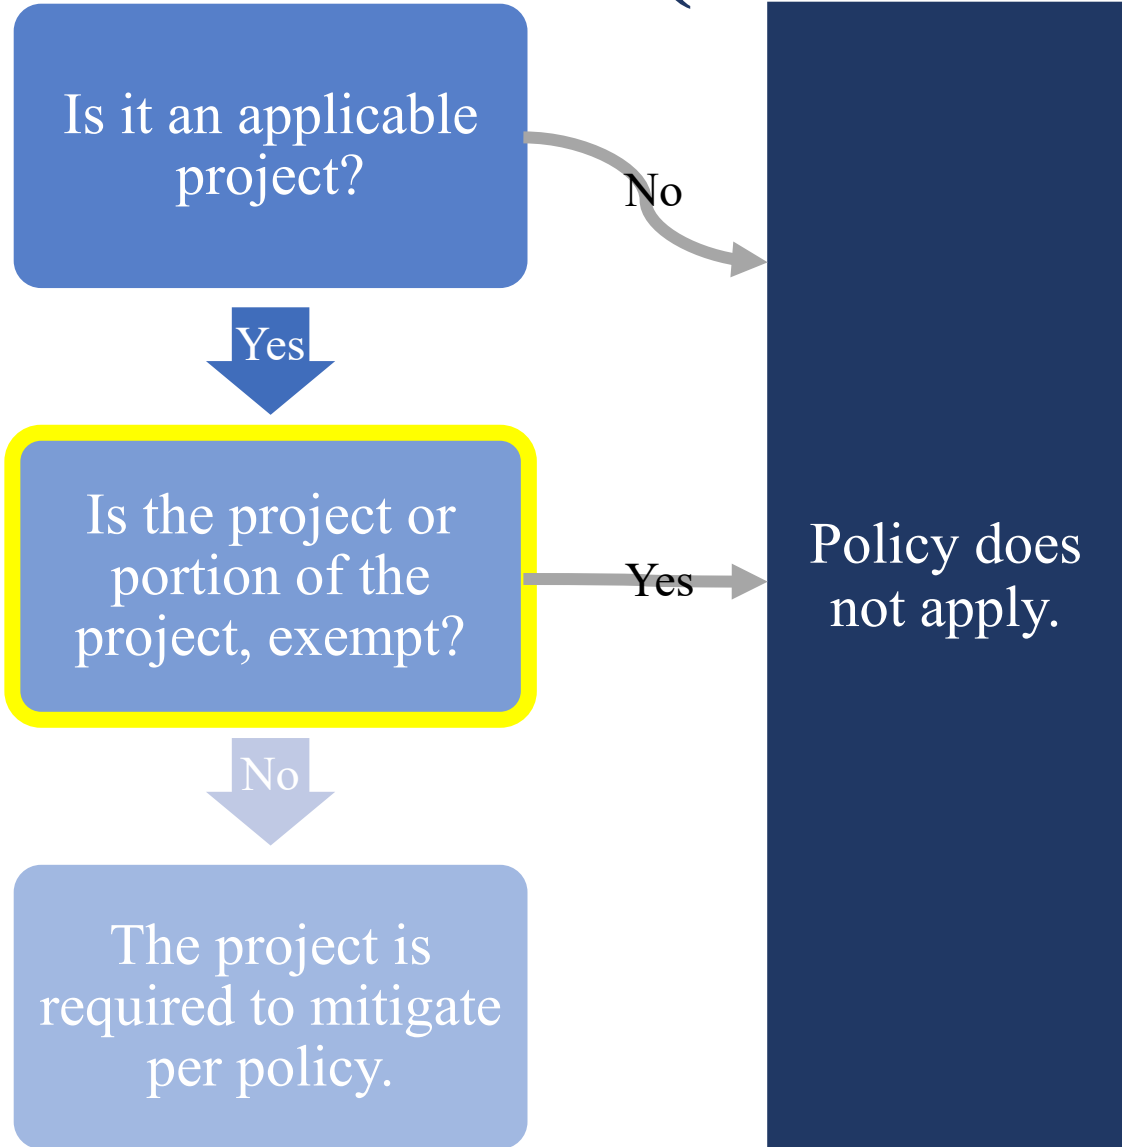 Is it an applicable
project?
No
Yes
Is the project or
portion of the
project, exempt?
Yes
Policy does
not apply.
No
The project is
required to mitigate
per policy.